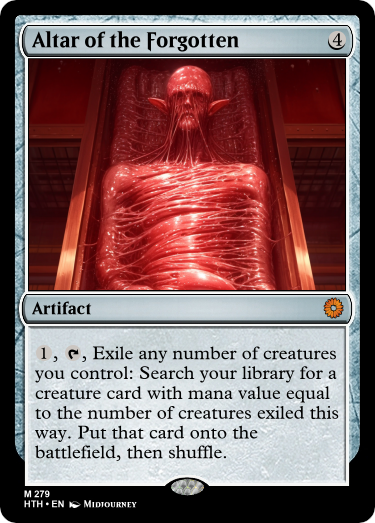 Altar of the Forgotten 4
Artifact
1, , Exile any number of creatures
you control: Search your library for a
creature card with mana value equal
to the number of creatures exiled this
way. Put that card onto the
battlefield, then shuffle.
M 279
HTH • EN Midjourney